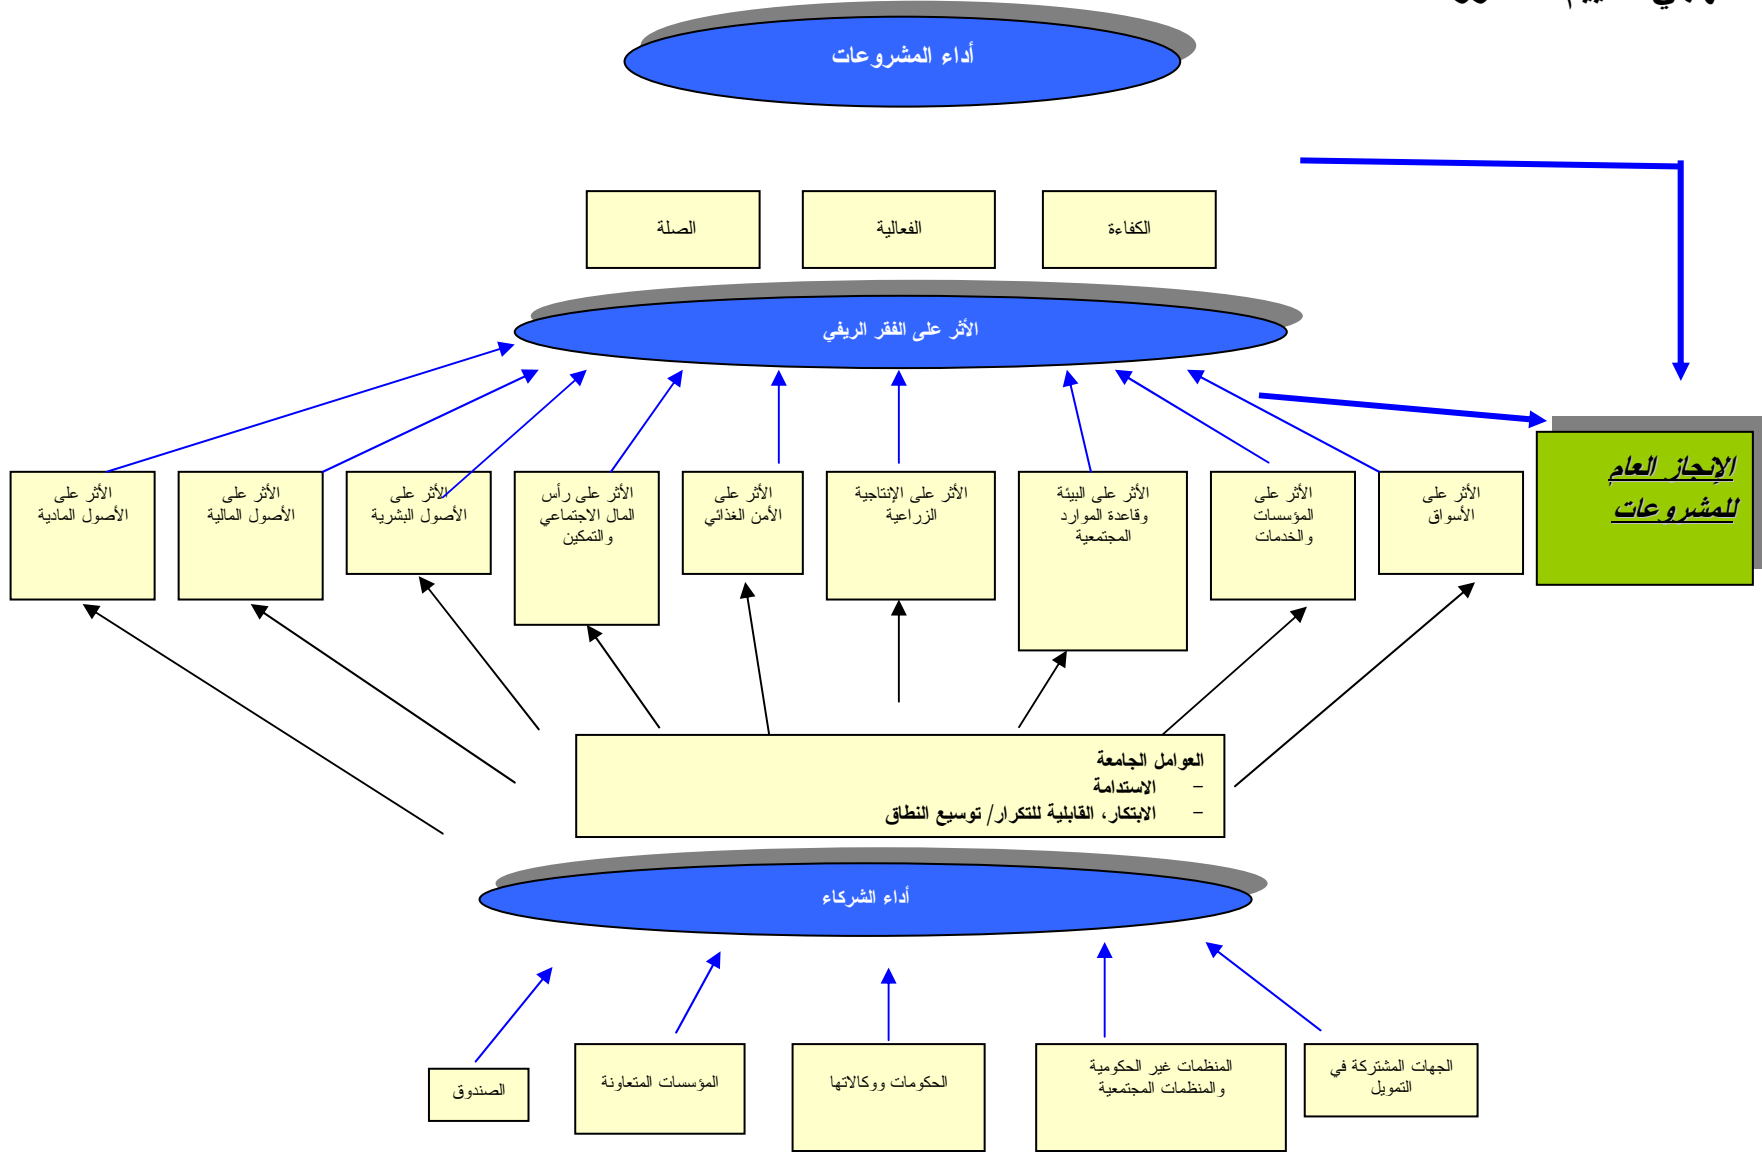 أداء المشروعات
الكفاءة
الفعالية
الصلة
الأثر على الفقر الريفي
الإنجاز العام
للمشروعات
الأثر على
الأسواق
الأثر على
المؤسسات
والخدمات
الأثر على البيئة
وقاعدة الموارد
المجتمعية
الأثر على الإنتاجية
الزراعية
الأثر على
الأمن الغذائي
الأثر على رأس
المال الاجتماعي
والتمكين
الأثر على
الأصول البشرية
الأثر على
الأصول المالية
الأثر على
الأصول المادية
العوامل الجامعة
- الاستدامة
- الابتكار، القابلية للتكرار/ توسيع النطاق
أداء الشركاء
الجهات المشتركة في
التمويل
المنظمات غير الحكومية
والمنظمات المجتمعية
الحكومات ووكالاتها
المؤسسات المتعاونة
الصندوق